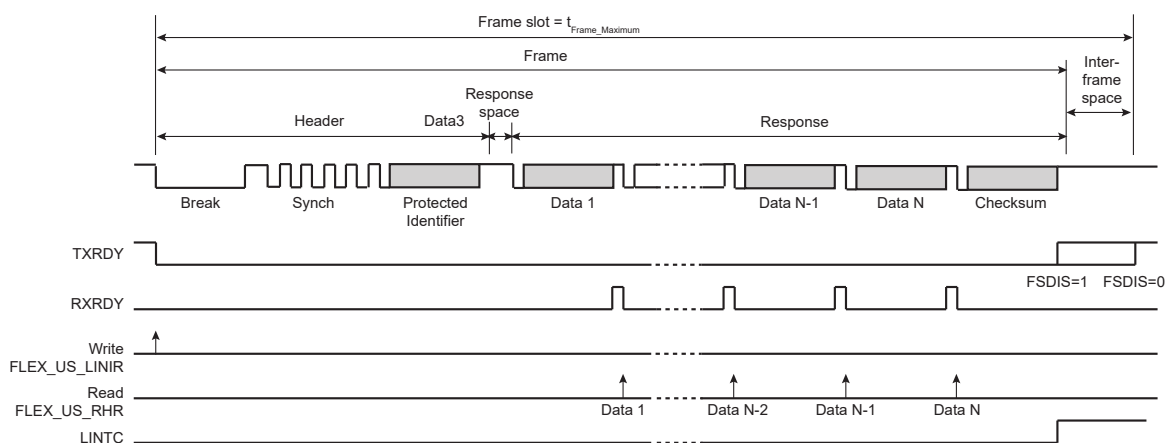 Frame slot = tFrame_Maximum
Frame
Inter-
frame
space
Response
space
Header
Data3
Response
Break
Synch
Protected
Identifier
Data 1
Data N-1
Data N
Checksum
TXRDY
FSDIS=1
FSDIS=0
RXRDY
Write
FLEX_US_LINIR
Read
FLEX_US_RHR
Data 1
Data N-2
Data N-1
Data N
LINTC